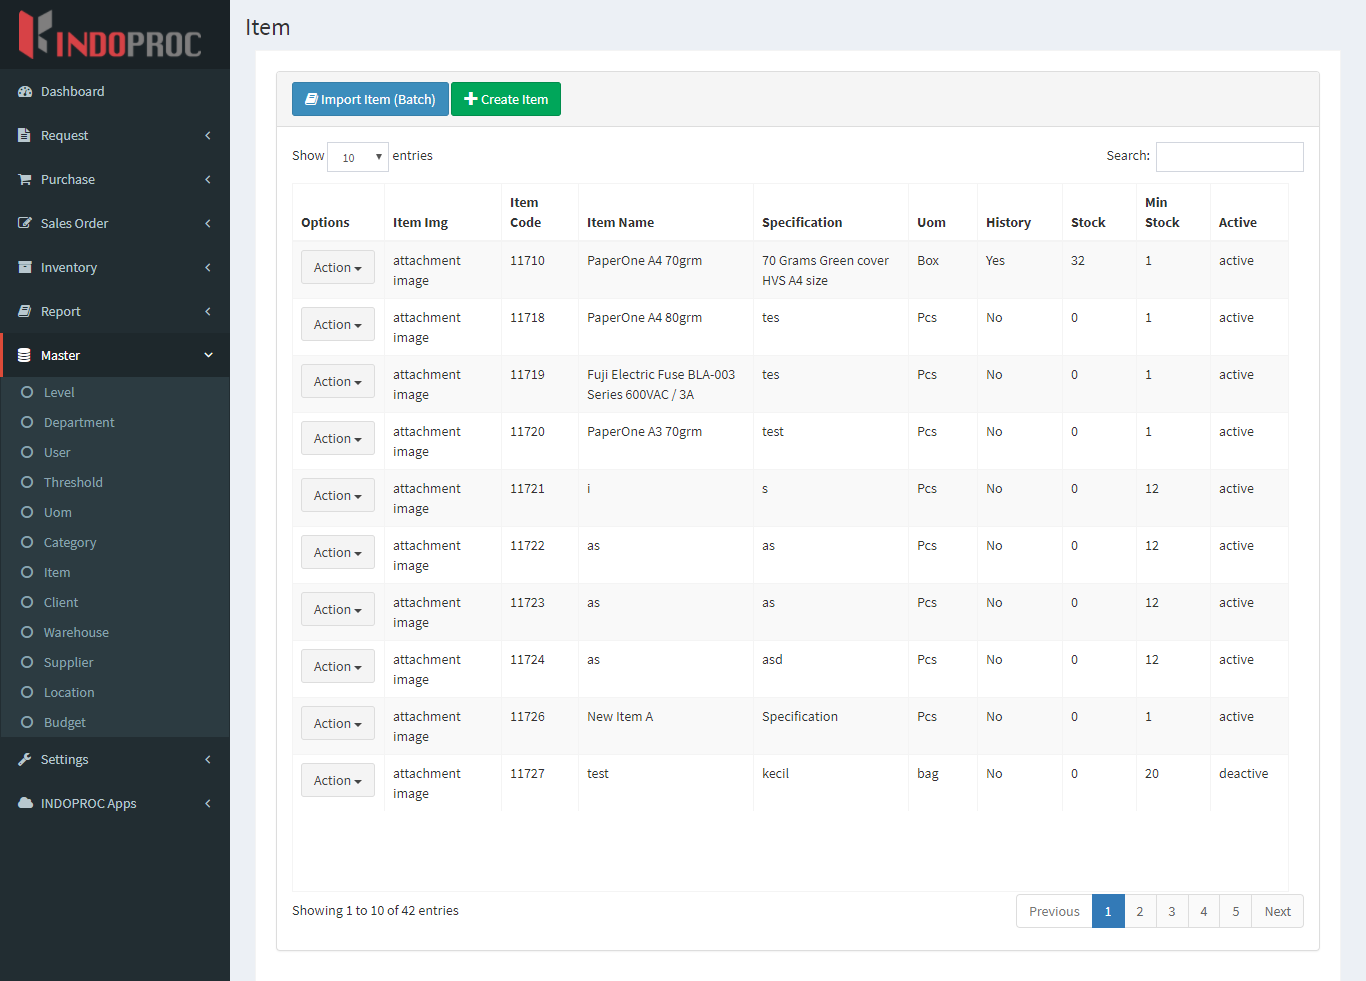 INDOPROC
Dashboard
Request
Purchase
Sales Order
Inventory
Report
Master
Level
Department
User
Threshold
Uom
Category
Item
Client
Warehouse
Supplier
Location
Budget
Settings
INDOPROC Apps
Item
Import Item (Batch) Create Item
Show 10 entries Search:
Options Item Img Item Code Item Name Specification Uom History Stock Min Stock Active
Action attachment image 11710 PaperOne A4 70grm 70 Grams Green cover HVS A4 size Box Yes 32 1 active
Action attachment image 11718 PaperOne A4 80grm tes Pcs No 0 1 active
Action attachment image 11719 Fuji Electric Fuse BLA-003 Series 600VAC / 3A tes Pcs No 0 1 active
Action attachment image 11720 PaperOne A3 70grm test Pcs No 0 1 active
Action attachment image 11721 i s Pcs No 0 12 active
Action attachment image 11722 as as Pcs No 0 12 active
Action attachment image 11723 as as Pcs No 0 12 active
Action attachment image 11724 as asd Pcs No 0 12 active
Action attachment image 11726 New Item A Specification Pcs No 0 1 active
Action attachment image 11727 test kecil bag No 0 20 deactive
Showing 1 to 10 of 42 entries Previous 1 2 3 4 5 Next